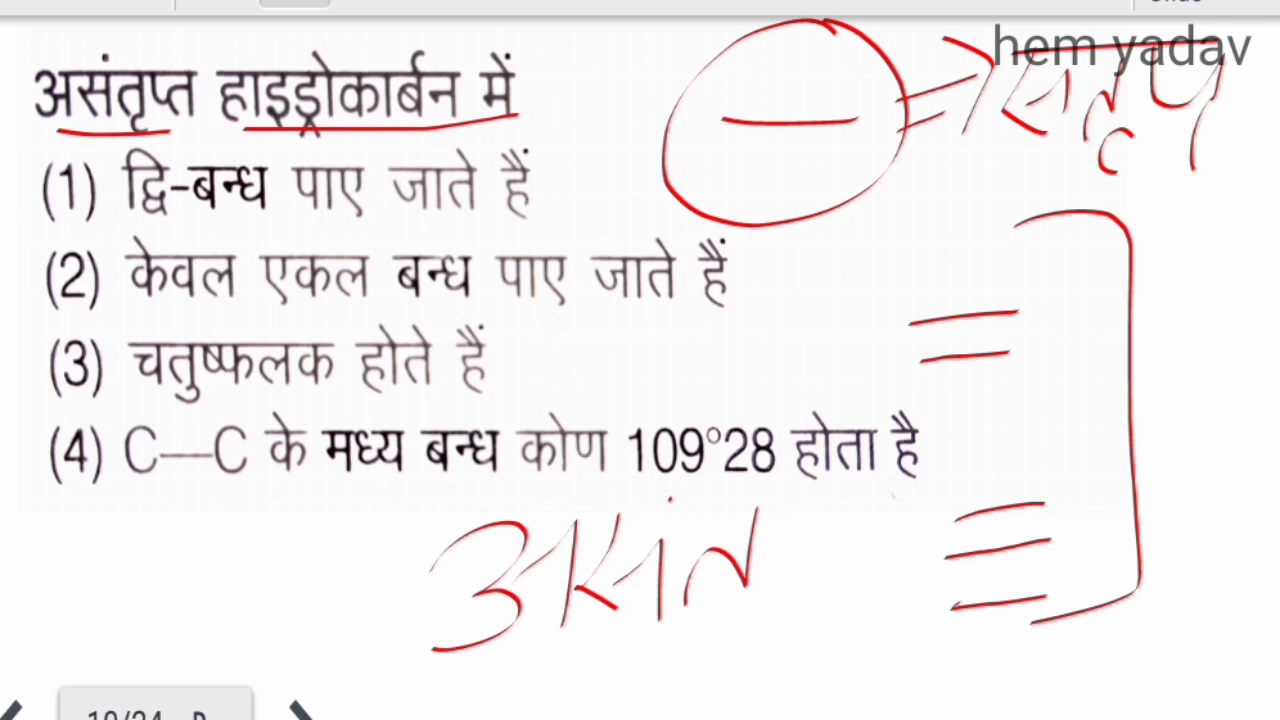 hem yadav
असंतृप्त हाइड्रोकार्बन में
(1) द्वि-बन्ध पाए जाते हैं
(2) केवल एकल बन्ध पाए जाते हैं
(3) चतुष्फलक होते हैं
(4) C—C के मध्य बन्ध कोण 109°28 होता है
असंत